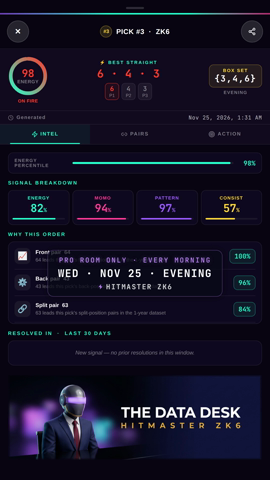 #3 PICK #3 · ZK6
98
ENERGY
ON FIRE
⚡ BEST STRAIGHT
6 · 4 · 3
6 P1
4 P2
3 P3
BOX SET
{3,4,6}
EVENING
Generated
Nov 25, 2026, 1:31 AM
INTEL
PAIRS
ACTION
ENERGY PERCENTILE
98%
SIGNAL BREAKDOWN
ENERGY
82%
MOMO
94%
PATTERN
97%
CONSIST
57%
WHY THIS ORDER
Front pair
100%
PRO ROOM ONLY · EVERY MORNING
WED · NOV 25 · EVENING
HITMASTER ZK6
96%
Split pair 63
63 leads this pick's split-position pairs in the 1-year dataset
84%
RESOLVED IN · LAST 30 DAYS
New signal — no prior resolutions in this window.
THE DATA DESK
HITMASTER ZK6